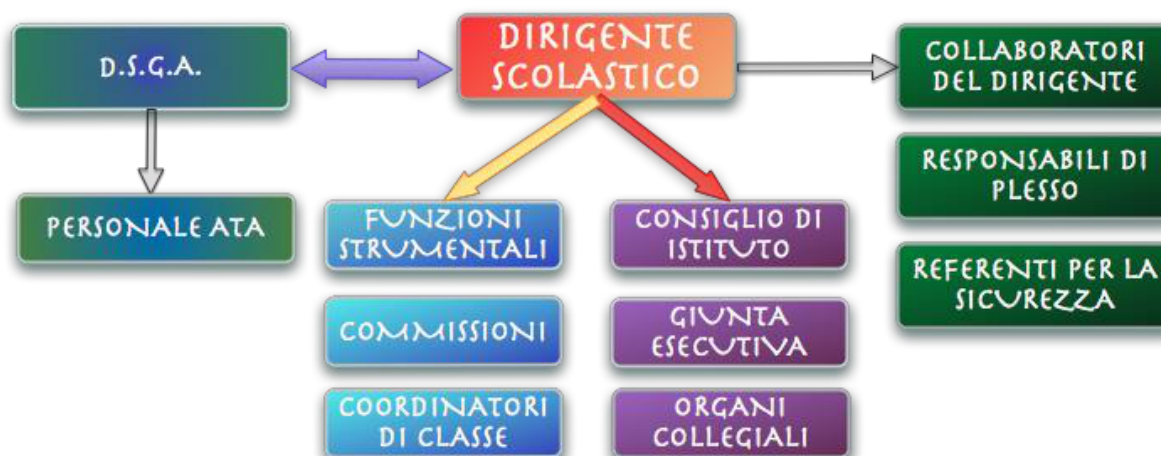 D.S.G.A.
DIRIGENTE
SCOLASTICO
COLLABORATORI
DEL DIRIGENTE
PERSONALE ATA
FUNZIONI
STRUMENTALI
CONSIGLIO DI
ISTITUTO
RESPONSABILI DI
PLESSO
COMMISSIONI
GIUNTA
ESECUTIVA
REFERENTI PER LA
SICUREZZA
COORDINATORI
DI CLASSE
ORGANI
COLLEGIALI